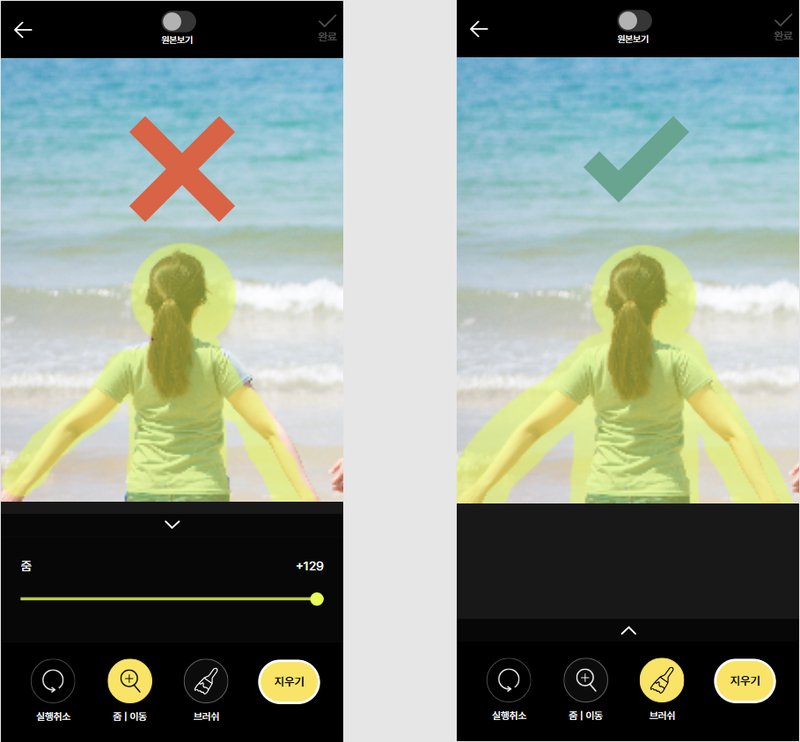 원본보기
완료
줌
+129
실행취소
줌 | 이동
브러쉬
지우기
원본보기
완료
실행취소
줌 | 이동
브러쉬
지우기